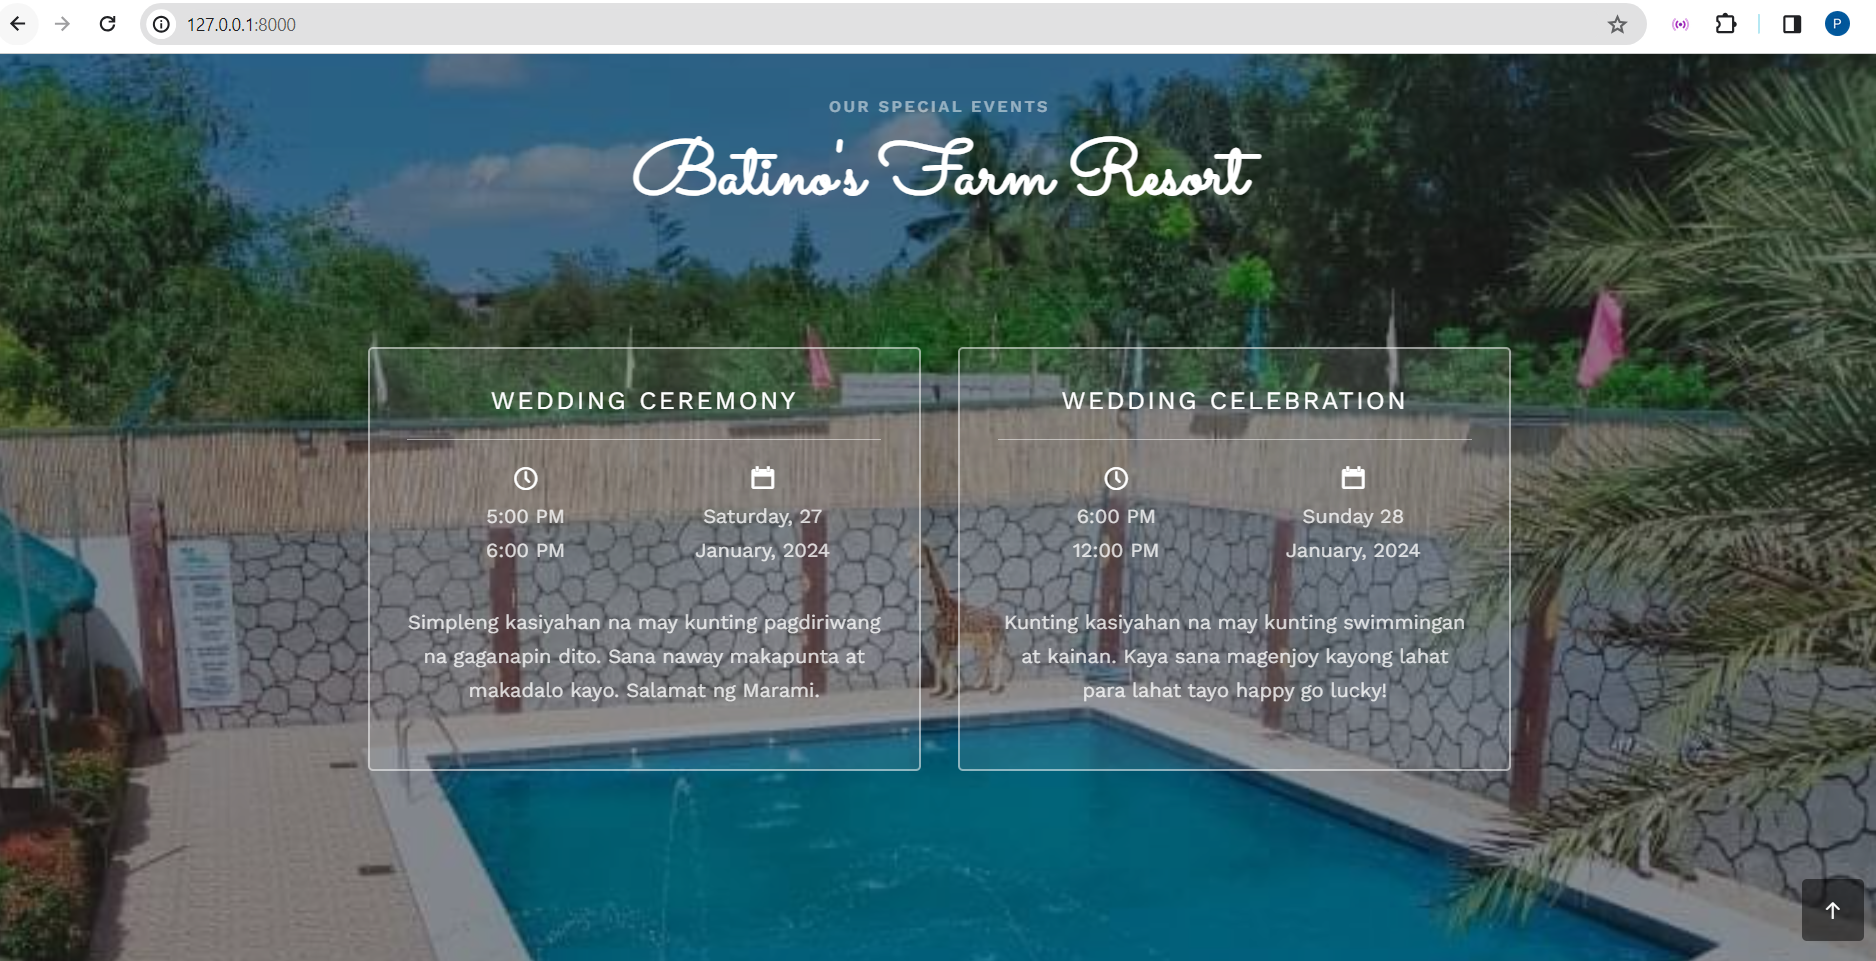 127.0.0.1:8000
P
OUR SPECIAL EVENTS
Batino's Farm Resort
WEDDING CEREMONY
5:00 PM
6:00 PM
Saturday, 27
January, 2024
Simpleng kasiyahan na may kunting pagdiriwang
na gaganapin dito. Sana naway makapunta at
makadalo kayo. Salamat ng Marami.
WEDDING CELEBRATION
6:00 PM
12:00 PM
Sunday 28
January, 2024
Kunting kasiyahan na may kunting swimmingan
at kainan. Kaya sana magenjoy kayong lahat
para lahat tayo happy go lucky!